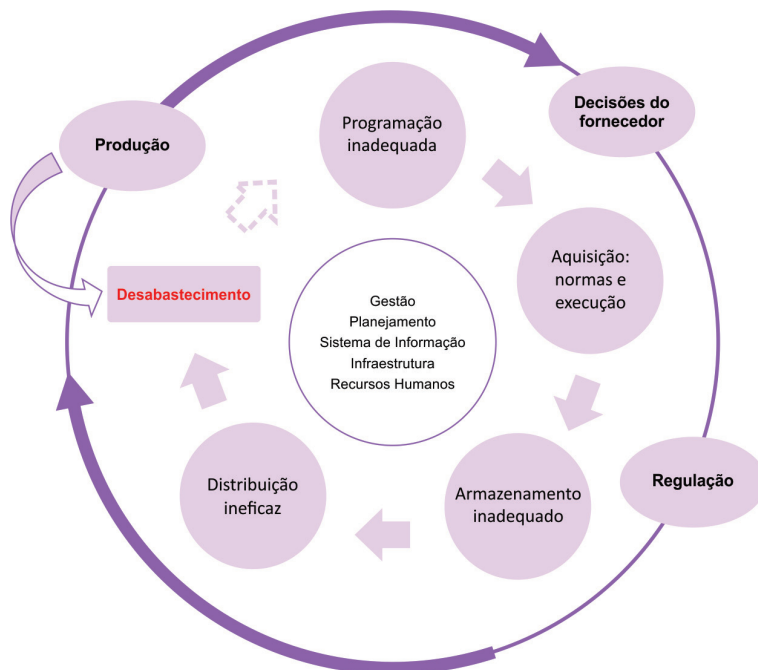 Produção
Decisões do
fornecedor
Programação
inadequada
Aquisição:
normas e
execução
Desabastecimento
Gestão
Planejamento
Sistema de Informação
Infraestrutura
Recursos Humanos
Distribuição
ineficaz
Armazenamento
inadequado
Regulação